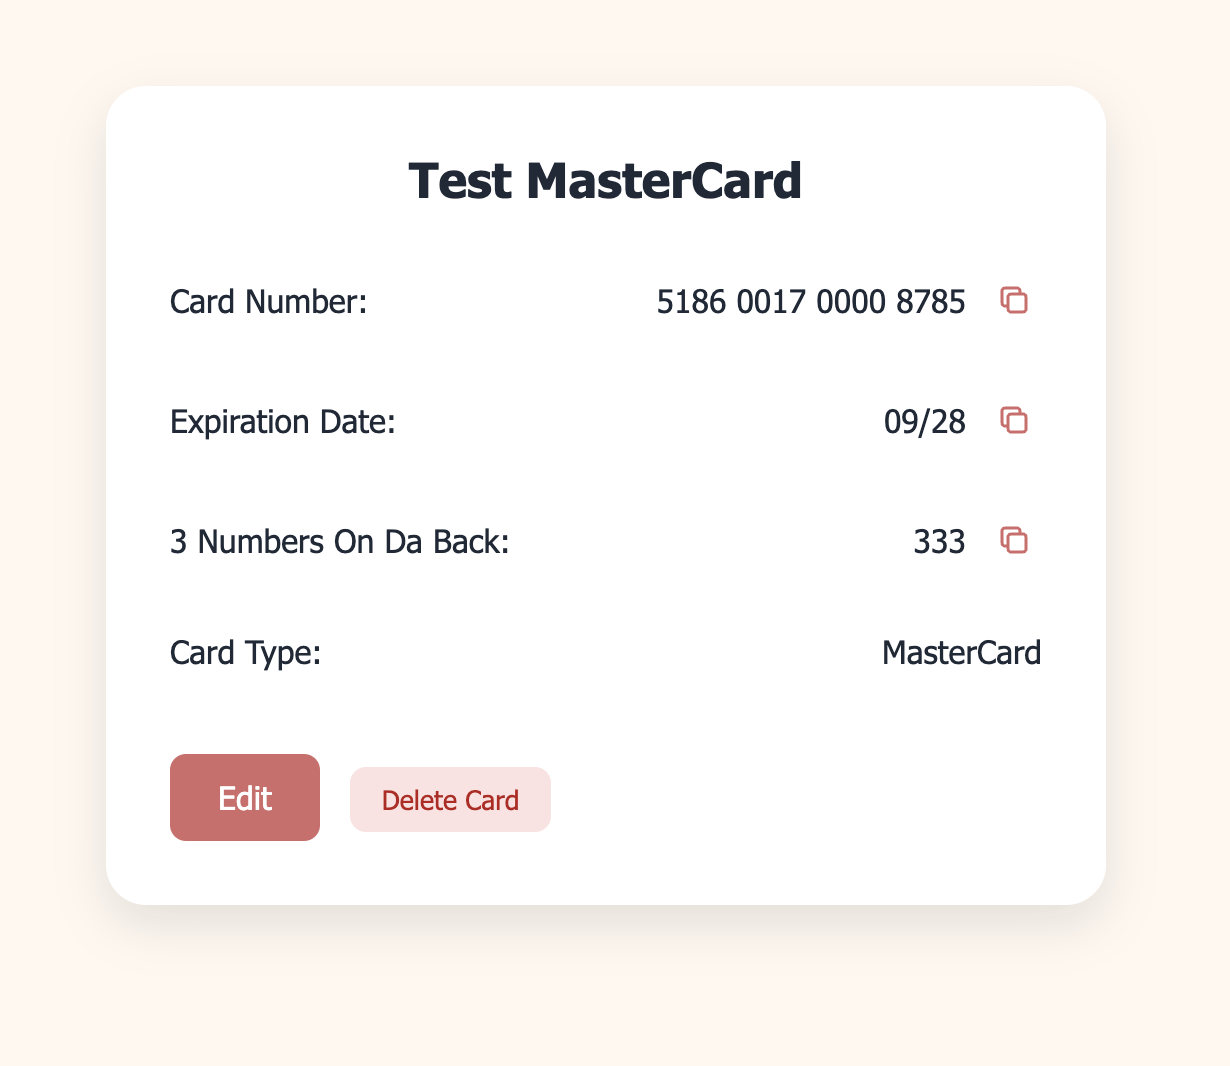 Test MasterCard
Card Number: 5186 0017 0000 8785
Expiration Date: 09/28
3 Numbers On Da Back: 333
Card Type: MasterCard
Edit Delete Card